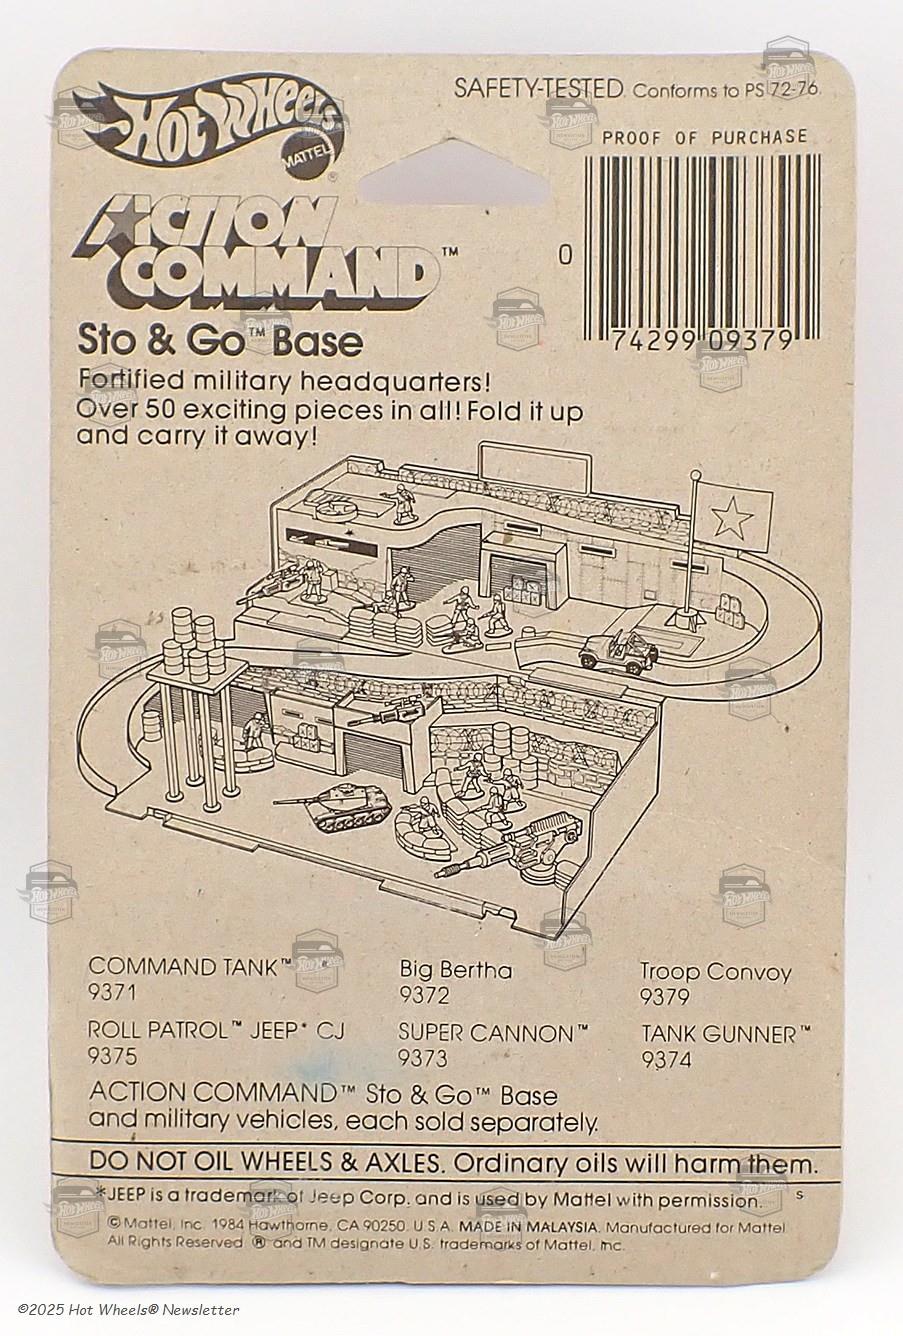 Hot Wheels
MATTEL
®
SAFETY-TESTED. Conforms to PS 72-76.
PROOF OF PURCHASE
0 74299 09379
ACTION
COMMAND™
Sto & Go™ Base
Fortified military headquarters!
Over 50 exciting pieces in all! Fold it up
and carry it away!
COMMAND TANK™
9371
Big Bertha
9372
Troop Convoy
9379
ROLL PATROL™ JEEP* CJ
9375
SUPER CANNON™
9373
TANK GUNNER™
9374
ACTION COMMAND™ Sto & Go™ Base
and military vehicles, each sold separately.
DO NOT OIL WHEELS & AXLES. Ordinary oils will harm them.
*JEEP is a trademark of Jeep Corp. and is used by Mattel with permission. s
© Mattel, Inc. 1984 Hawthorne, CA 90250. U.S.A. MADE IN MALAYSIA. Manufactured for Mattel.
All Rights Reserved. ® and TM designate U.S. trademarks of Mattel, Inc.
©2025 Hot Wheels® Newsletter